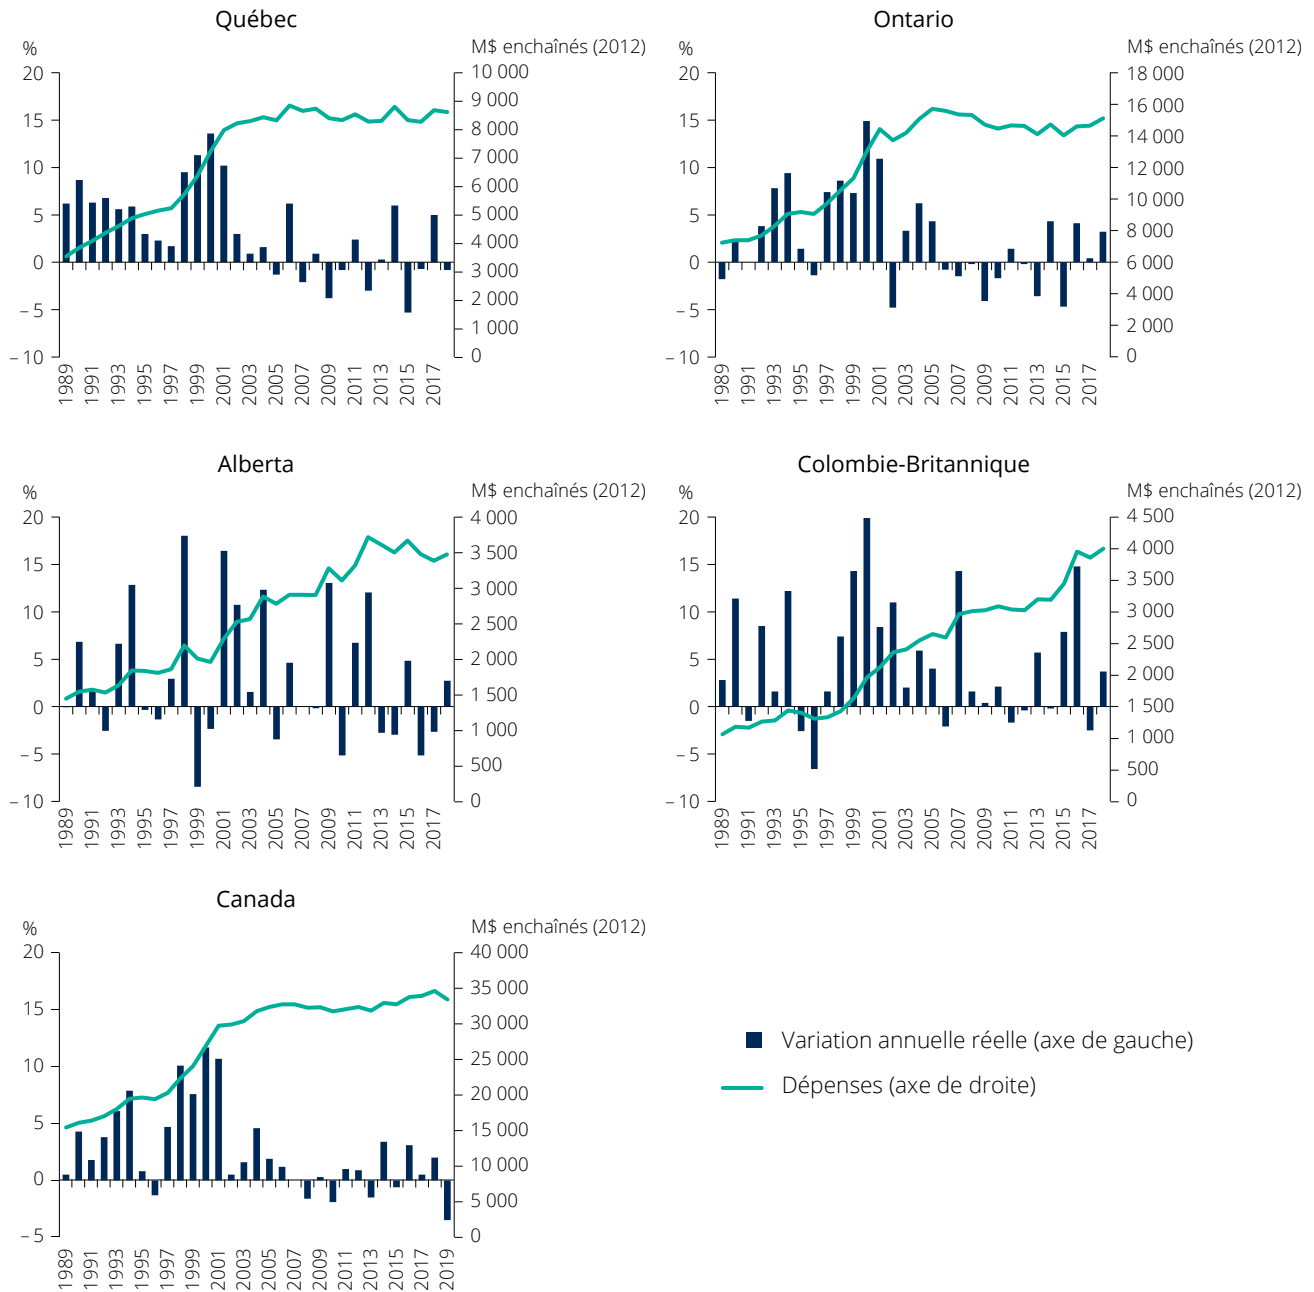 Québec
% M$ enchaînés (2012)
20 15 10 5 0 –5 –10
10 000 9 000 8 000 7 000 6 000 5 000 4 000 3 000 2 000 1 000 0
1989 1991 1993 1995 1997 1999 2001 2003 2005 2007 2009 2011 2013 2015 2017
Ontario
% M$ enchaînés (2012)
20 15 10 5 0 –5 –10
18 000 16 000 14 000 12 000 10 000 8 000 6 000 4 000 2 000 0
1989 1991 1993 1995 1997 1999 2001 2003 2005 2007 2009 2011 2013 2015 2017
Alberta
% M$ enchaînés (2012)
20 15 10 5 0 –5 –10
4 000 3 500 3 000 2 500 2 000 1 500 1 000 500 0
1989 1991 1993 1995 1997 1999 2001 2003 2005 2007 2009 2011 2013 2015 2017
Colombie-Britannique
% M$ enchaînés (2012)
20 15 10 5 0 –5 –10
4 500 4 000 3 500 3 000 2 500 2 000 1 500 1 000 500 0
1989 1991 1993 1995 1997 1999 2001 2003 2005 2007 2009 2011 2013 2015 2017
Canada
% M$ enchaînés (2012)
20 15 10 5 0 –5
40 000 35 000 30 000 25 000 20 000 15 000 10 000 5 000 0
1989 1991 1993 1995 1997 1999 2001 2003 2005 2007 2009 2011 2013 2015 2017 2019
Variation annuelle réelle (axe de gauche)
Dépenses (axe de droite)